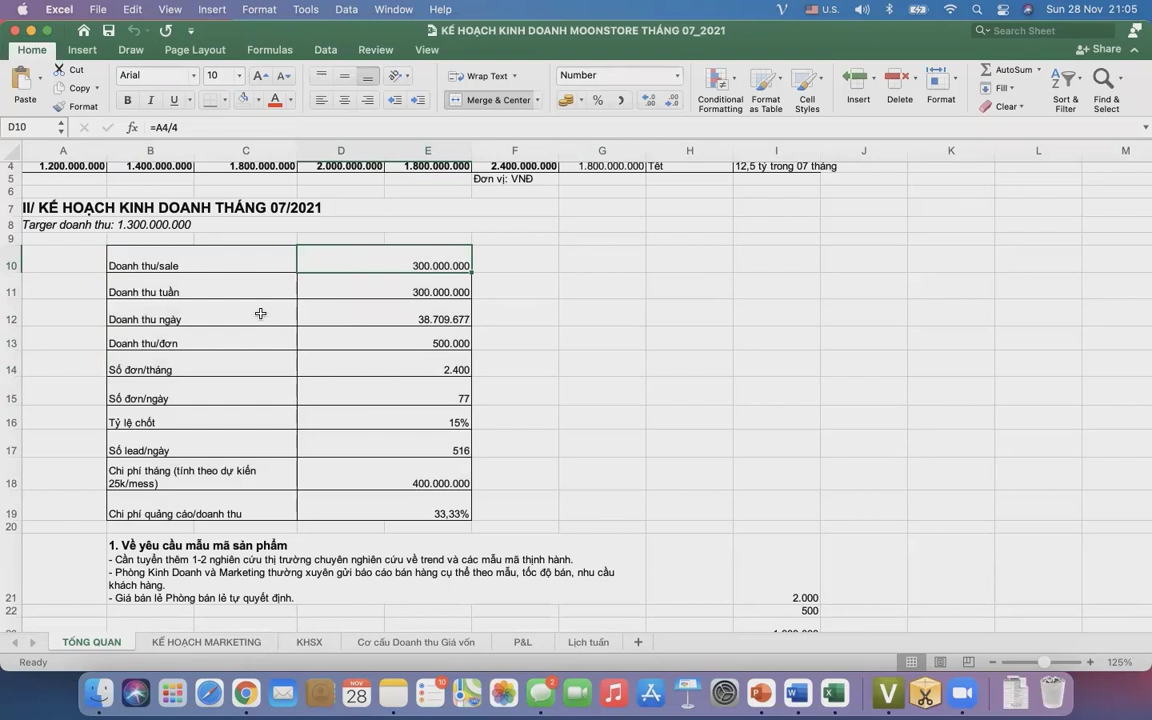 Excel File Edit View Insert Format Tools Data Window Help U.S. Sun 28 Nov 21:05
KẾ HOẠCH KINH DOANH MOONSTORE THÁNG 07_2021 Search Sheet
Home Insert Draw Page Layout Formulas Data Review View Share
Cut Arial 10 Wrap Text Number AutoSum
Copy Fill
Paste Format B I U Merge & Center Conditional Formatting Format as Table Cell Styles Insert Delete Format Clear Sort & Filter Find & Select
D10 fx =A4/4
A B C D E F G H I J K L M
4 1.200.000.000 1.400.000.000 1.800.000.000 2.000.000.000 1.800.000.000 2.400.000.000 1.800.000.000 Tết 12,5 tỷ trong 07 tháng
5 Đơn vị: VNĐ
6
7 II/ KẾ HOẠCH KINH DOANH THÁNG 07/2021
8 Targer doanh thu: 1.300.000.000
9
10 Doanh thu/sale 300.000.000
11 Doanh thu tuần 300.000.000
12 Doanh thu ngày 38.709.677
13 Doanh thu/đơn 500.000
14 Số đơn/tháng 2.400
15 Số đơn/ngày 77
16 Tỷ lệ chốt 15%
17 Số lead/ngày 516
Chi phí tháng (tính theo dự kiến
18 25k/mess) 400.000.000
19 Chi phí quảng cáo/doanh thu 33,33%
20
1. Về yêu cầu mẫu mã sản phẩm
- Cần tuyển thêm 1-2 nghiên cứu thị trường chuyên nghiên cứu về trend và các mẫu mã thịnh hành.
- Phòng Kinh Doanh và Marketing thường xuyên gửi báo cáo bán hàng cụ thể theo mẫu, tốc độ bán, nhu cầu
khách hàng.
21 - Giá bán lẻ Phòng bán lẻ tự quyết định. 2.000
22 500
TỔNG QUAN KẾ HOẠCH MARKETING KHSX Cơ cấu Doanh thu Giá vốn P&L Lịch tuần +
Ready 125%
NOV 28 10 2